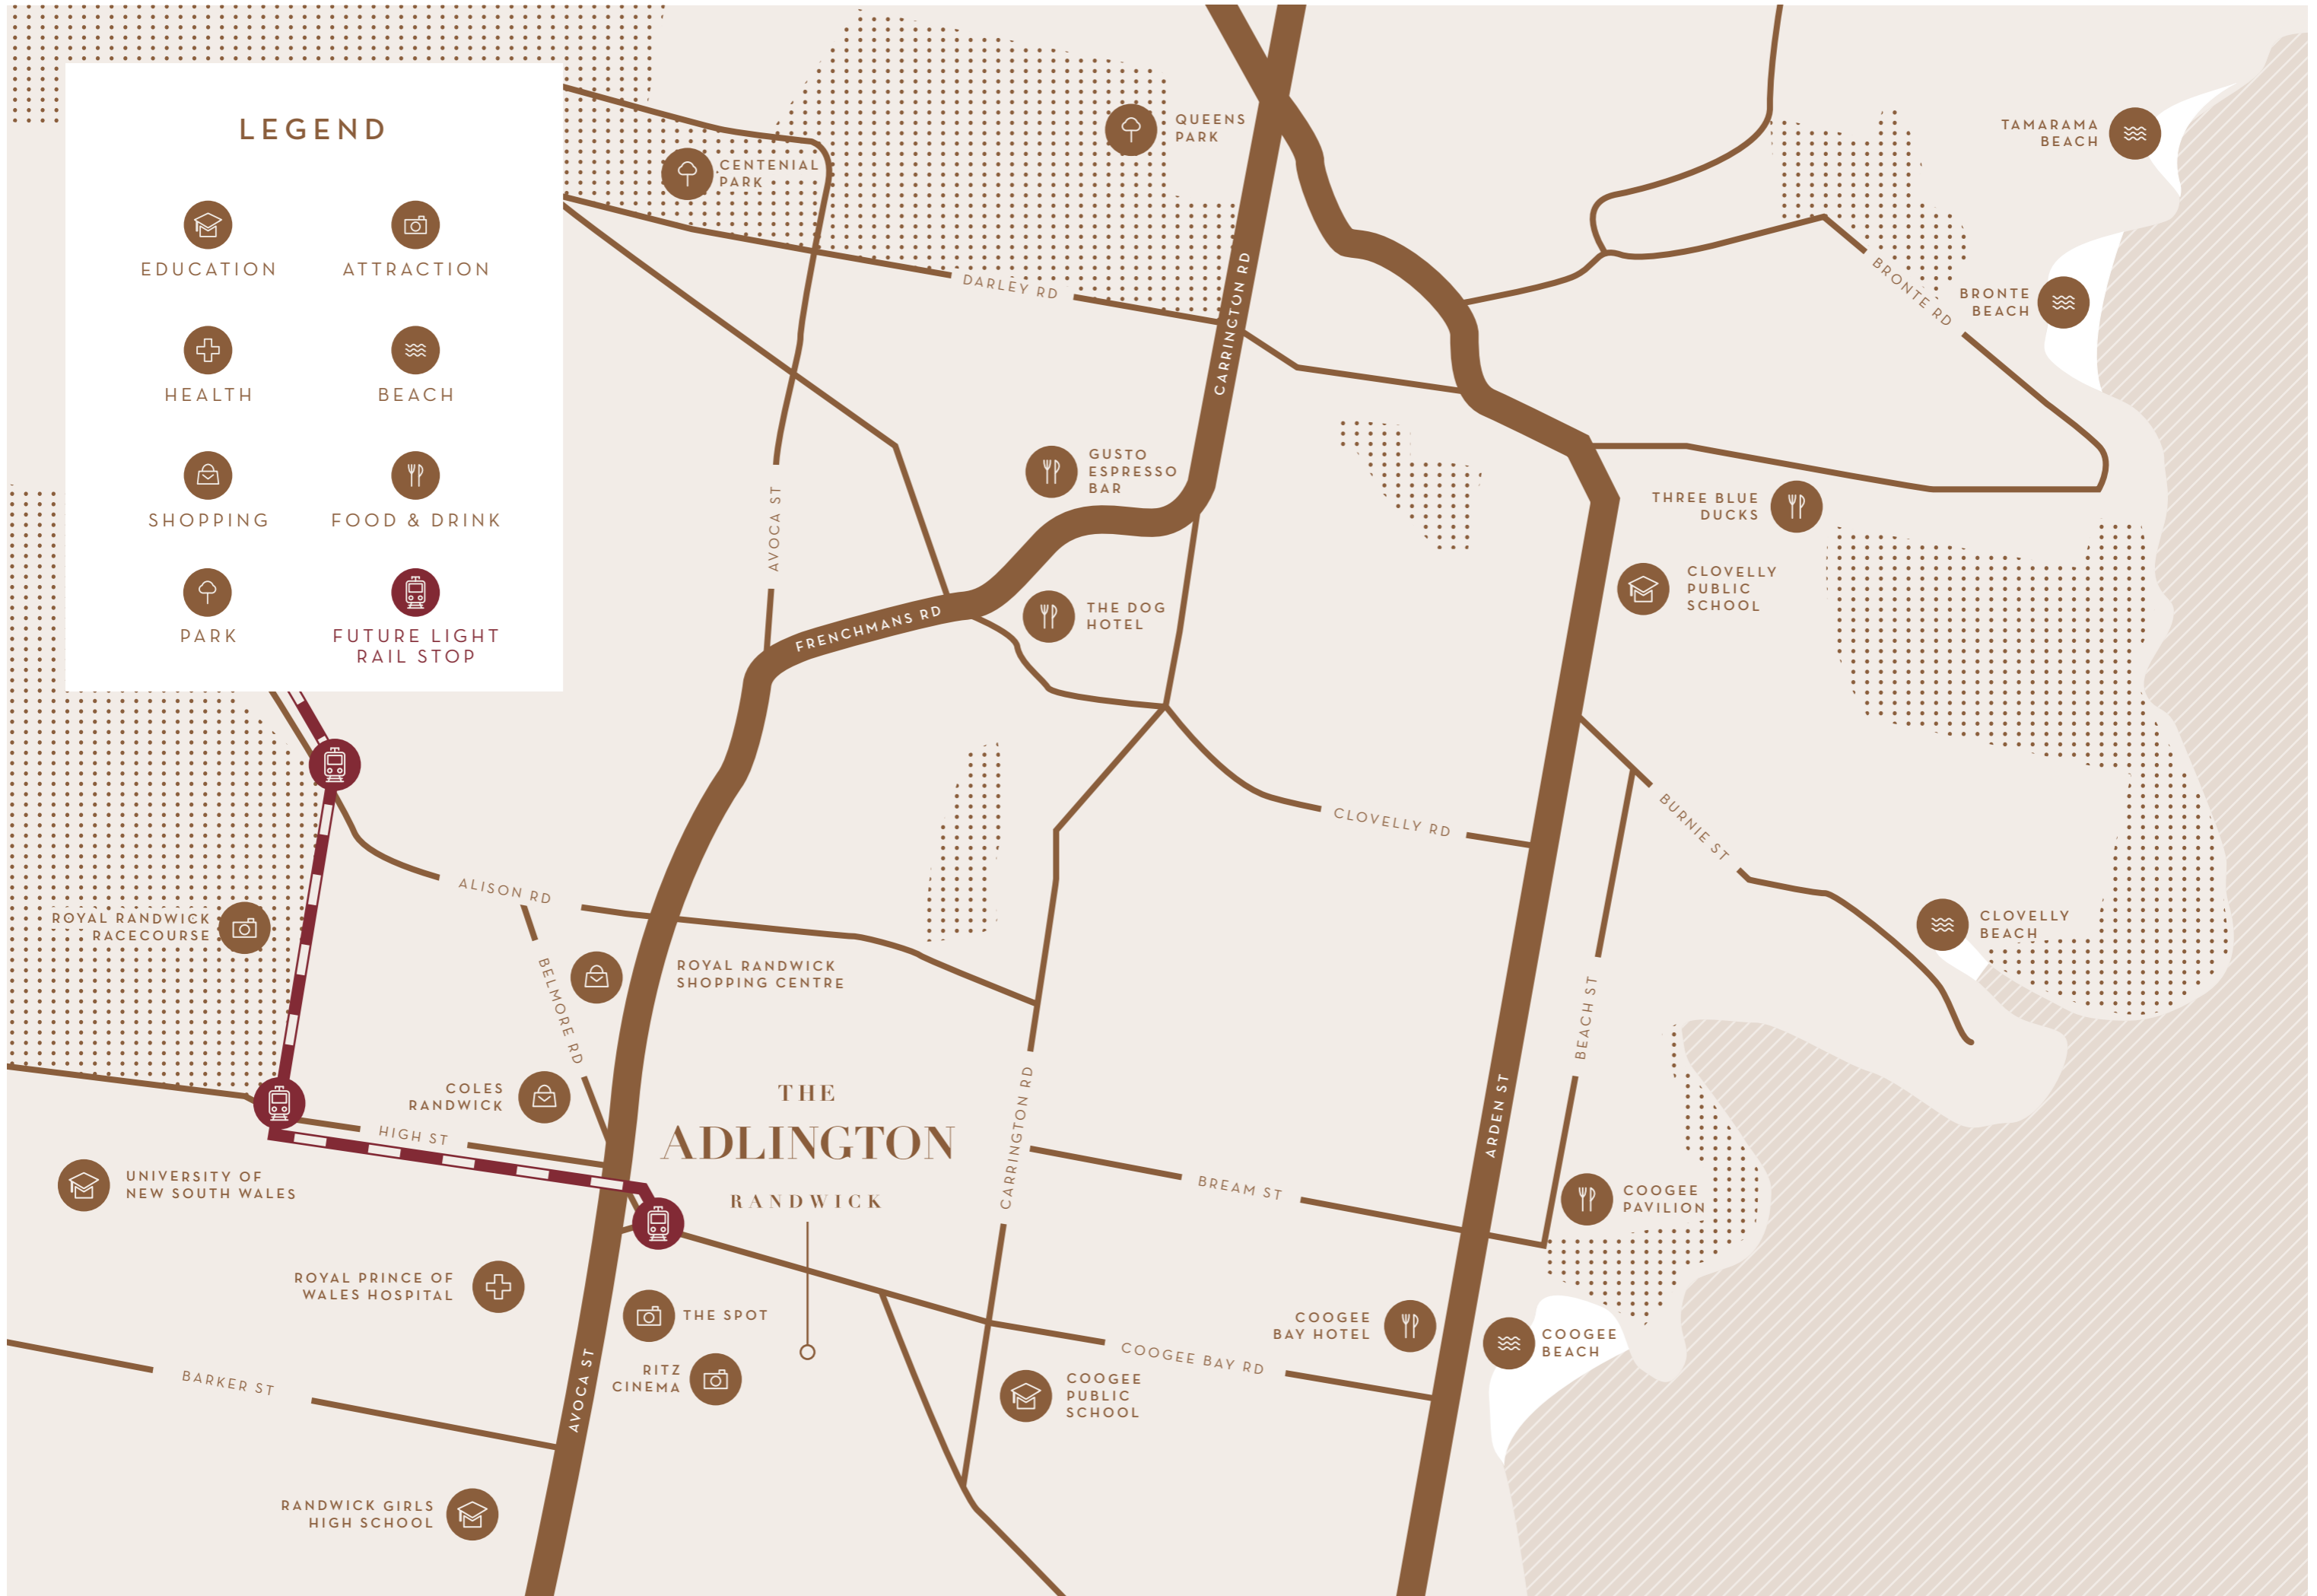 LEGEND
EDUCATION
ATTRACTION
HEALTH
BEACH
SHOPPING
FOOD & DRINK
PARK
FUTURE LIGHT
RAIL STOP
CENTENIAL
PARK
QUEENS
PARK
TAMARAMA
BEACH
DARLEY RD
CARRINGTON RD
BRONTE RD
BRONTE
BEACH
AVOCA ST
GUSTO
ESPRESSO
BAR
THREE BLUE
DUCKS
CLOVELLY
PUBLIC
SCHOOL
FRENCHMANS RD
THE DOG
HOTEL
CLOVELLY RD
BURNIE ST
ALISON RD
ROYAL RANDWICK
RACECOURSE
BELMORE RD
ROYAL RANDWICK
SHOPPING CENTRE
CLOVELLY
BEACH
BEACH ST
COLES
RANDWICK
HIGH ST
THE
ADLINGTON
RANDWICK
CARRINGTON RD
ARDEN ST
BREAM ST
UNIVERSITY OF
NEW SOUTH WALES
COOGEE
PAVILION
ROYAL PRINCE OF
WALES HOSPITAL
THE SPOT
COOGEE
BAY HOTEL
COOGEE
BEACH
RITZ
CINEMA
COOGEE BAY RD
BARKER ST
AVOCA ST
COOGEE
PUBLIC
SCHOOL
RANDWICK GIRLS
HIGH SCHOOL